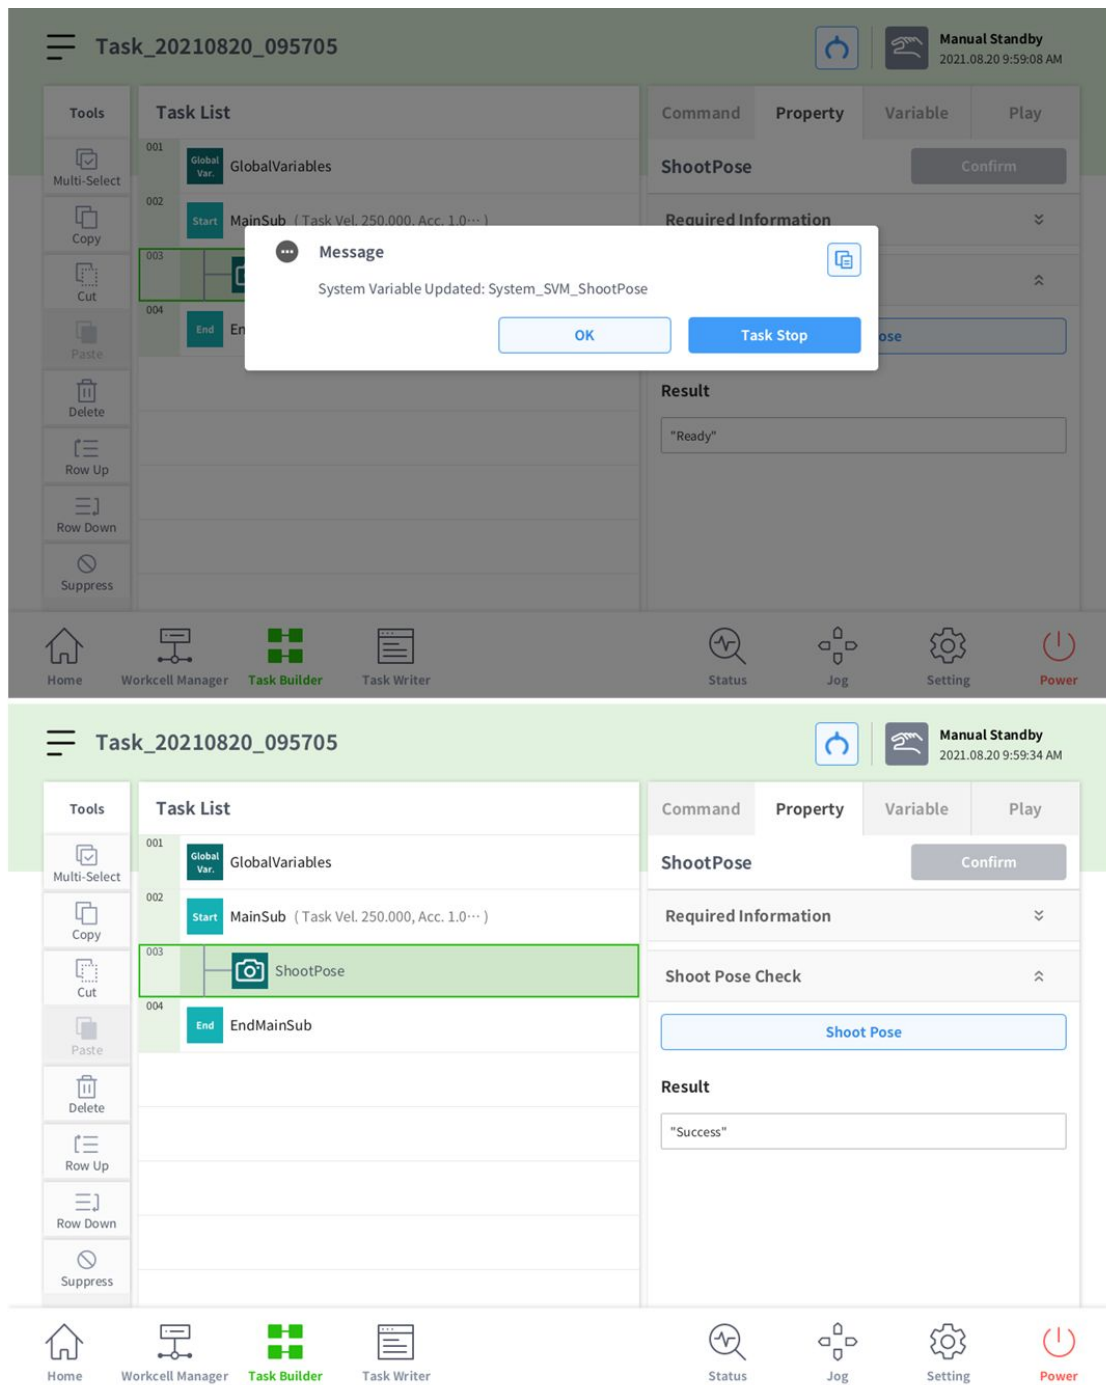 Task_20210820_095705
Manual Standby
2021.08.20 9:59:08 AM
Tools
Task List
Command
Property
Variable
Play
Multi-Select
001
Global Var.
GlobalVariables
ShootPose
Confirm
Copy
002
Start
MainSub ( Task Vel. 250.000, Acc. 1.0··· )
Required Information
Cut
003
Message
System Variable Updated: System_SVM_ShootPose
OK
Task Stop
Paste
004
End
En
ose
Delete
Result
"Ready"
Row Up
Row Down
Suppress
Home
Workcell Manager
Task Builder
Task Writer
Status
Jog
Setting
Power
Task_20210820_095705
Manual Standby
2021.08.20 9:59:34 AM
Tools
Task List
Command
Property
Variable
Play
Multi-Select
001
Global Var.
GlobalVariables
ShootPose
Confirm
Copy
002
Start
MainSub ( Task Vel. 250.000, Acc. 1.0··· )
Required Information
Cut
003
ShootPose
Shoot Pose Check
Paste
004
End
EndMainSub
Shoot Pose
Delete
Result
"Success"
Row Up
Row Down
Suppress
Home
Workcell Manager
Task Builder
Task Writer
Status
Jog
Setting
Power